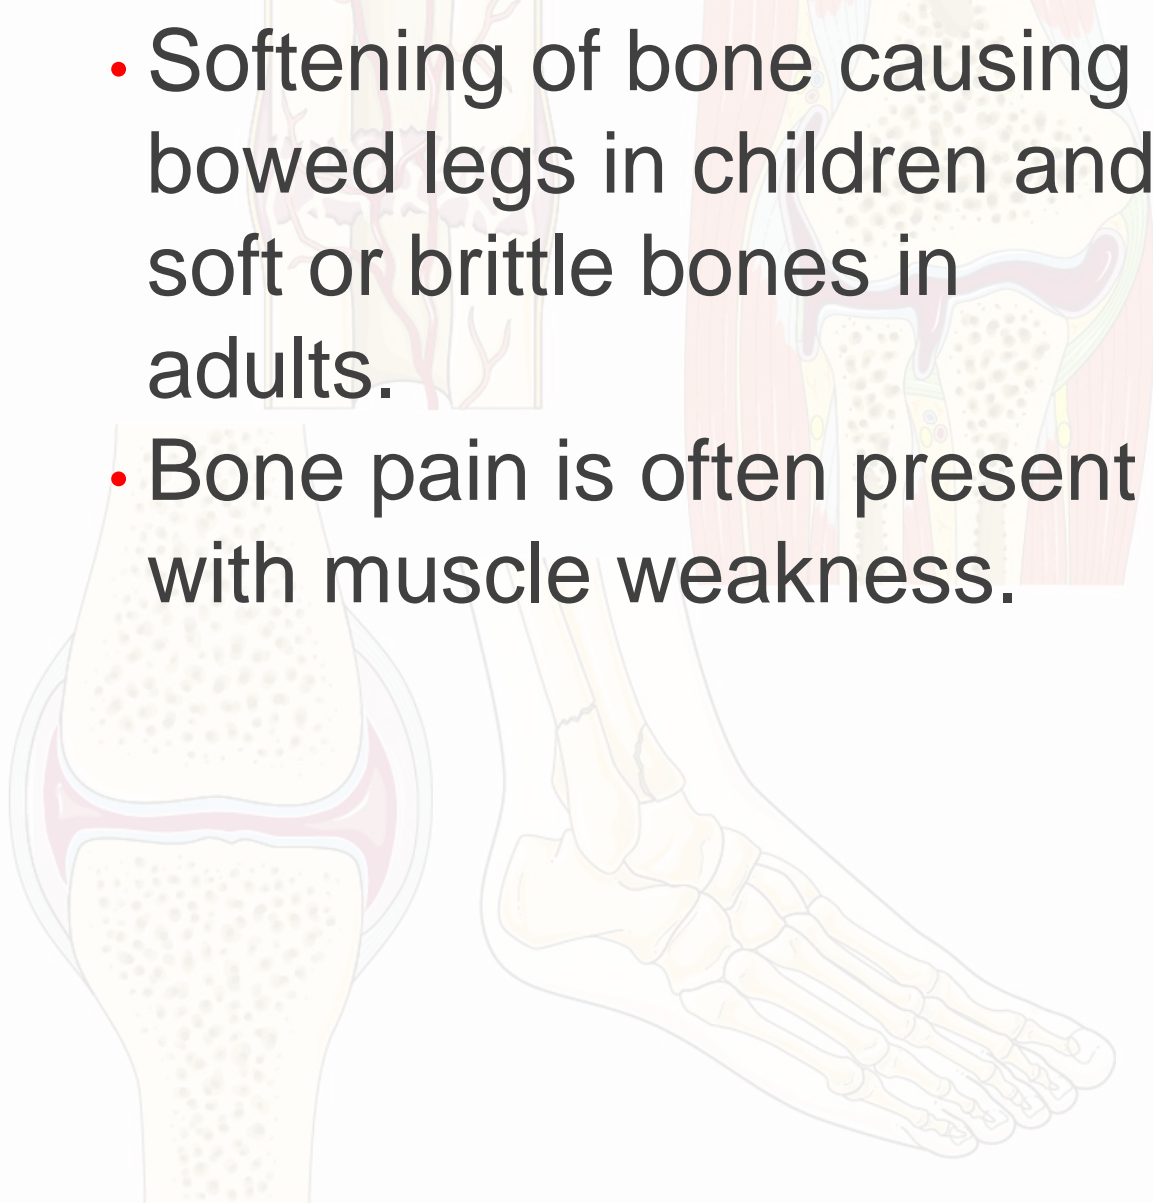 • Softening of bone causing
bowed legs in children and
soft or brittle bones in
adults.
• Bone pain is often present
with muscle weakness.